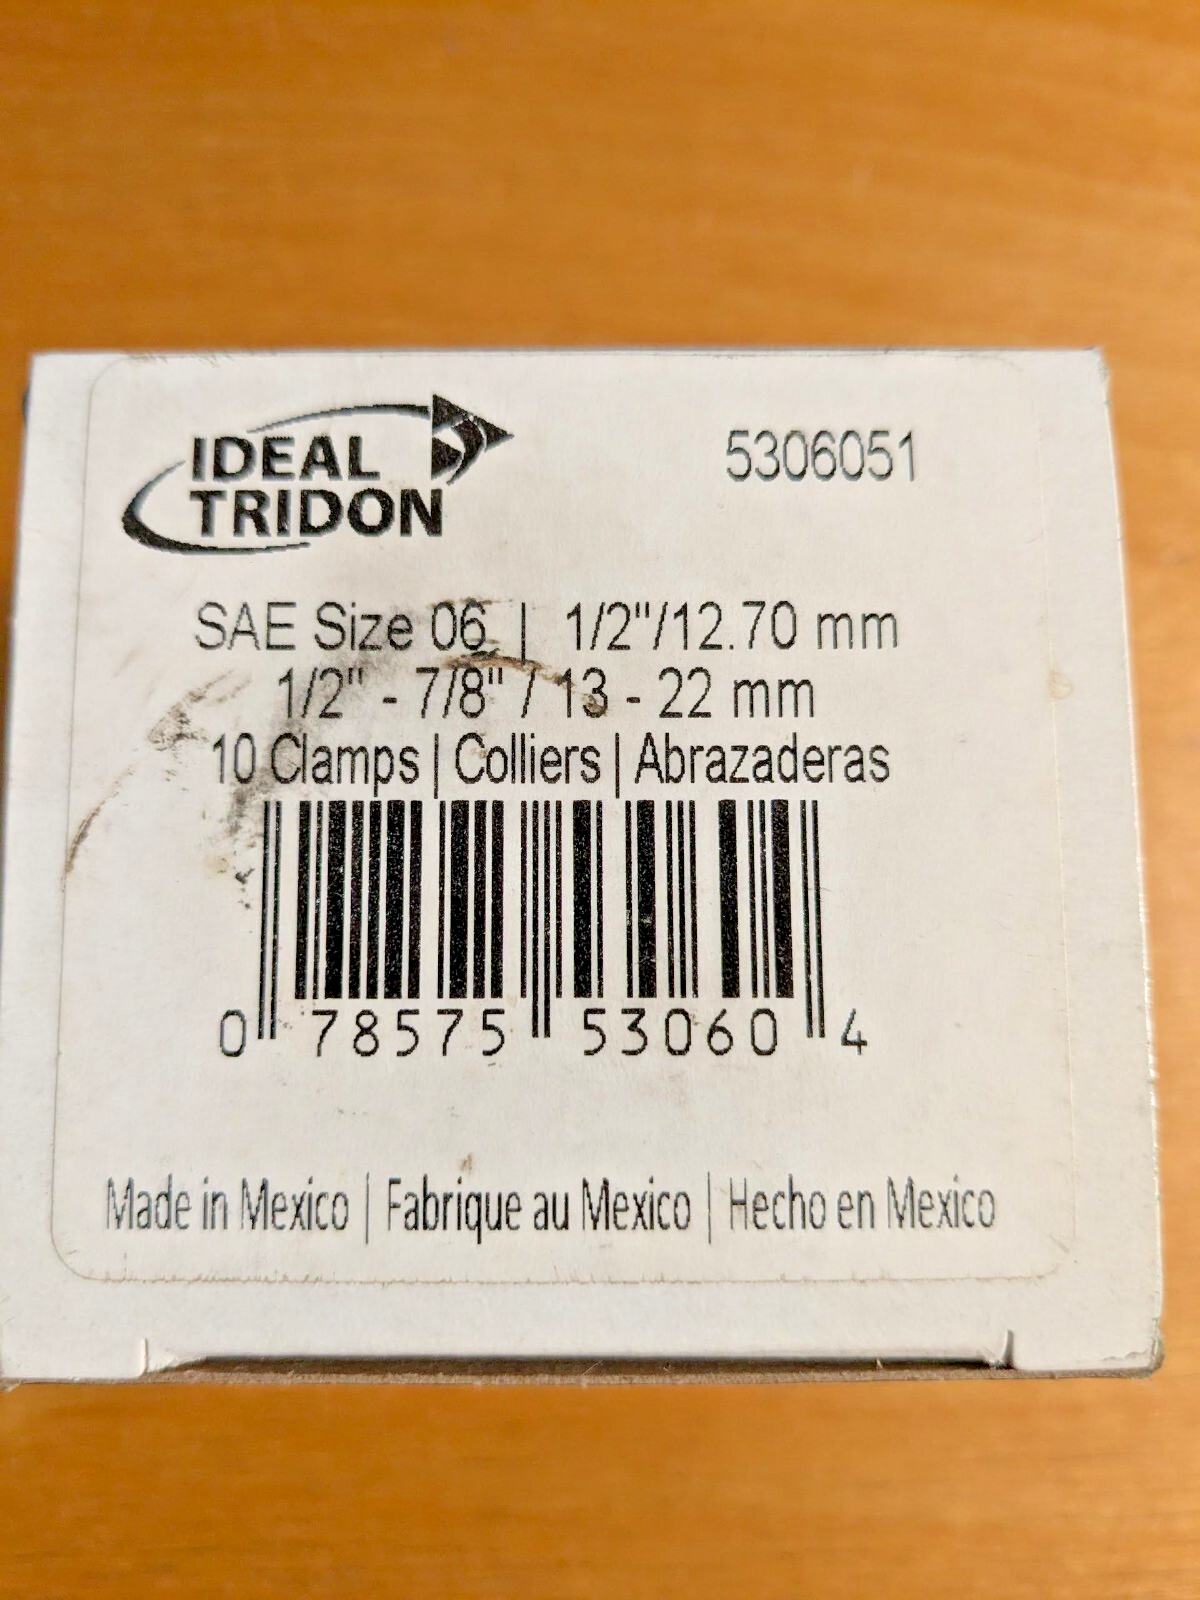 IDEAL
TRIDON
5306051
SAE Size 06 | 1/2"/12.70 mm
1/2" - 7/8" / 13 - 22 mm
10 Clamps | Colliers | Abrazaderas
0 78575 53060 4
Made in Mexico | Fabrique au Mexico | Hecho en Mexico